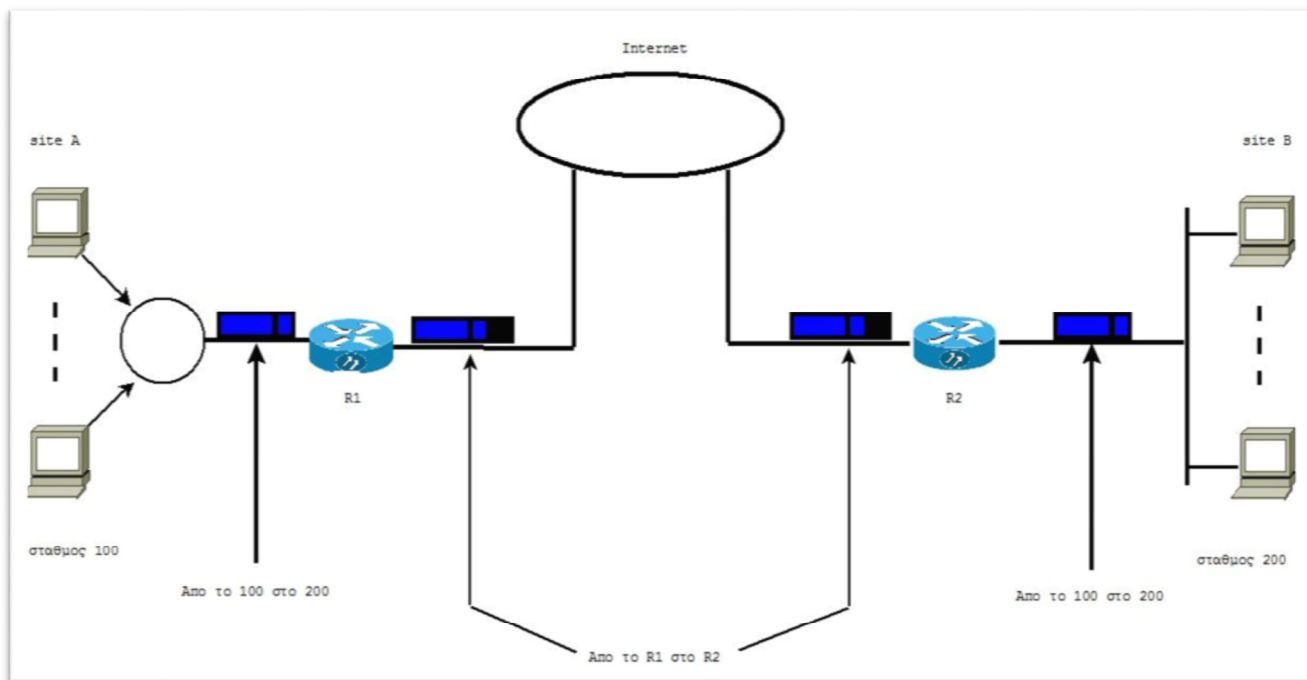 Internet
site A
site B
R1
R2
σταθμος 100
σταθμος 200
Απο το 100 στο 200
Απο το 100 στο 200
Απο το R1 στο R2